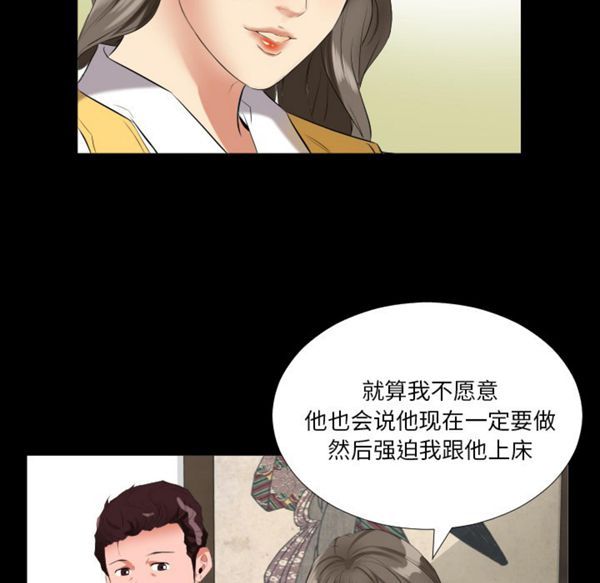 就算我不愿意
他也会说他现在一定要做
然后强迫我跟他上床